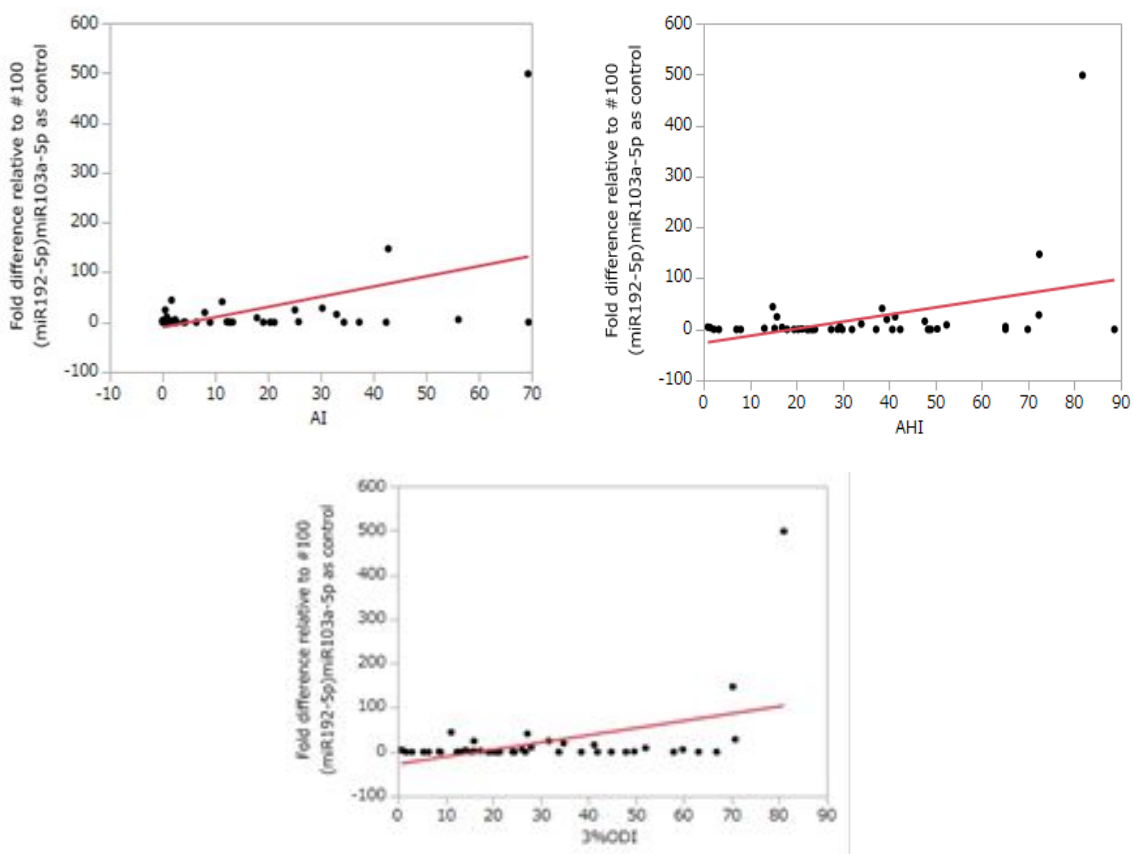 Fold difference relative to #100
(miR192-5p)miR103a-5p as control
600
500
400
300
200
100
0
-100
-10 0 10 20 30 40 50 60 70
AI
Fold difference relative to #100
(miR192-5p)miR103a-5p as control
600
500
400
300
200
100
0
-100
0 10 20 30 40 50 60 70 80 90
AHI
Fold difference relative to #100
(miR192-5p)miR103a-5p as control
600
500
400
300
200
100
0
-100
0 10 20 30 40 50 60 70 80 90
3%ODI